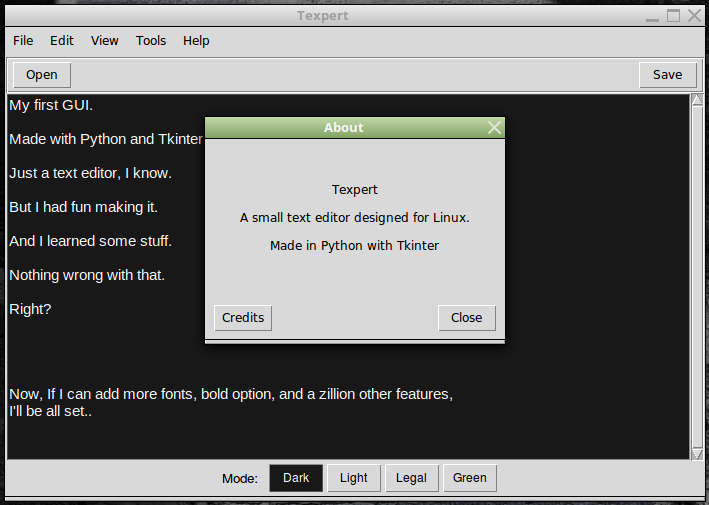 Texpert
File Edit View Tools Help
Open Save
My first GUI.
Made with Python and Tkinter
Just a text editor, I know.
But I had fun making it.
And I learned some stuff.
Nothing wrong with that.
Right?
Now, If I can add more fonts, bold option, and a zillion other features,
I'll be all set..
About
Texpert
A small text editor designed for Linux.
Made in Python with Tkinter
Credits Close
Mode: Dark Light Legal Green